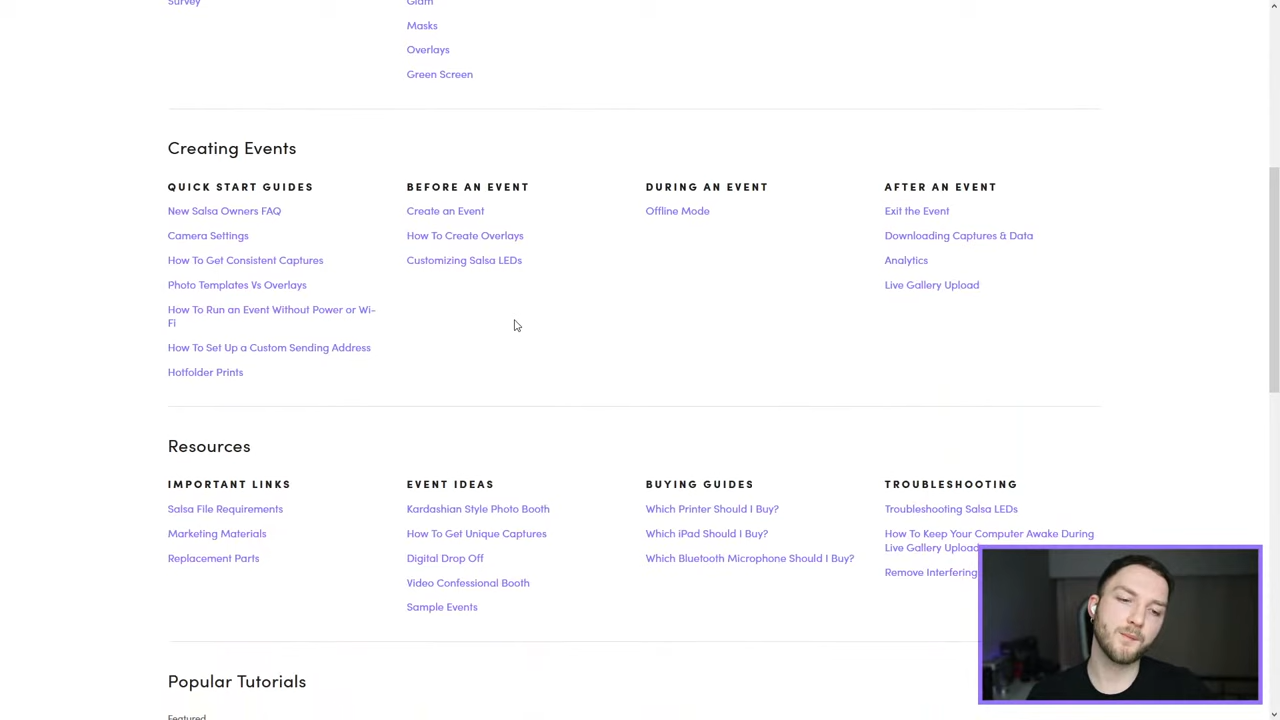 Survey
Glam
Masks
Overlays
Green Screen
Creating Events
QUICK START GUIDES
New Salsa Owners FAQ
Camera Settings
How To Get Consistent Captures
Photo Templates Vs Overlays
How To Run an Event Without Power or Wi-
Fi
How To Set Up a Custom Sending Address
Hotfolder Prints
BEFORE AN EVENT
Create an Event
How To Create Overlays
Customizing Salsa LEDs
DURING AN EVENT
Offline Mode
AFTER AN EVENT
Exit the Event
Downloading Captures & Data
Analytics
Live Gallery Upload
Resources
IMPORTANT LINKS
Salsa File Requirements
Marketing Materials
Replacement Parts
EVENT IDEAS
Kardashian Style Photo Booth
How To Get Unique Captures
Digital Drop Off
Video Confessional Booth
Sample Events
BUYING GUIDES
Which Printer Should I Buy?
Which iPad Should I Buy?
Which Bluetooth Microphone Should I Buy?
TROUBLESHOOTING
Troubleshooting Salsa LEDs
How To Keep Your Computer Awake During
Live Gallery Upload
Remove Interfering
Popular Tutorials
Featured